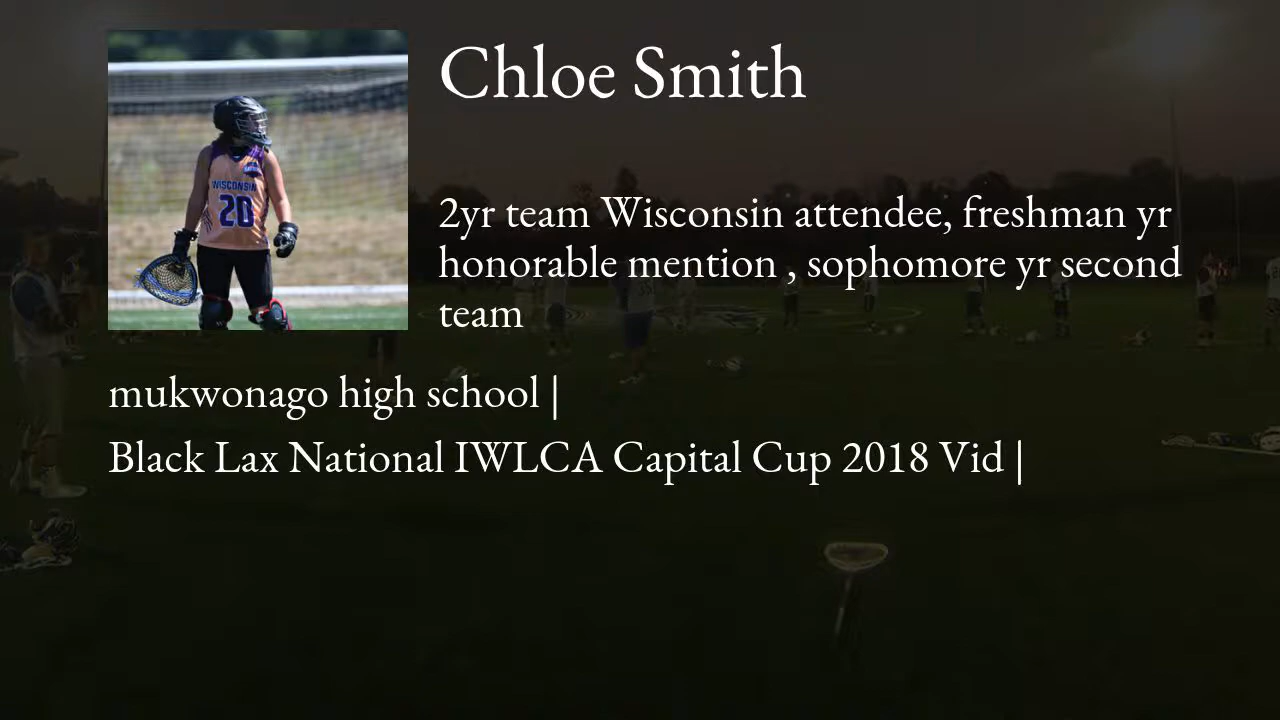 Chloe Smith
2yr team Wisconsin attendee, freshman yr
honorable mention , sophomore yr second
team
WISCONSIN
20
mukwonago high school |
Black Lax National IWLCA Capital Cup 2018 Vid |